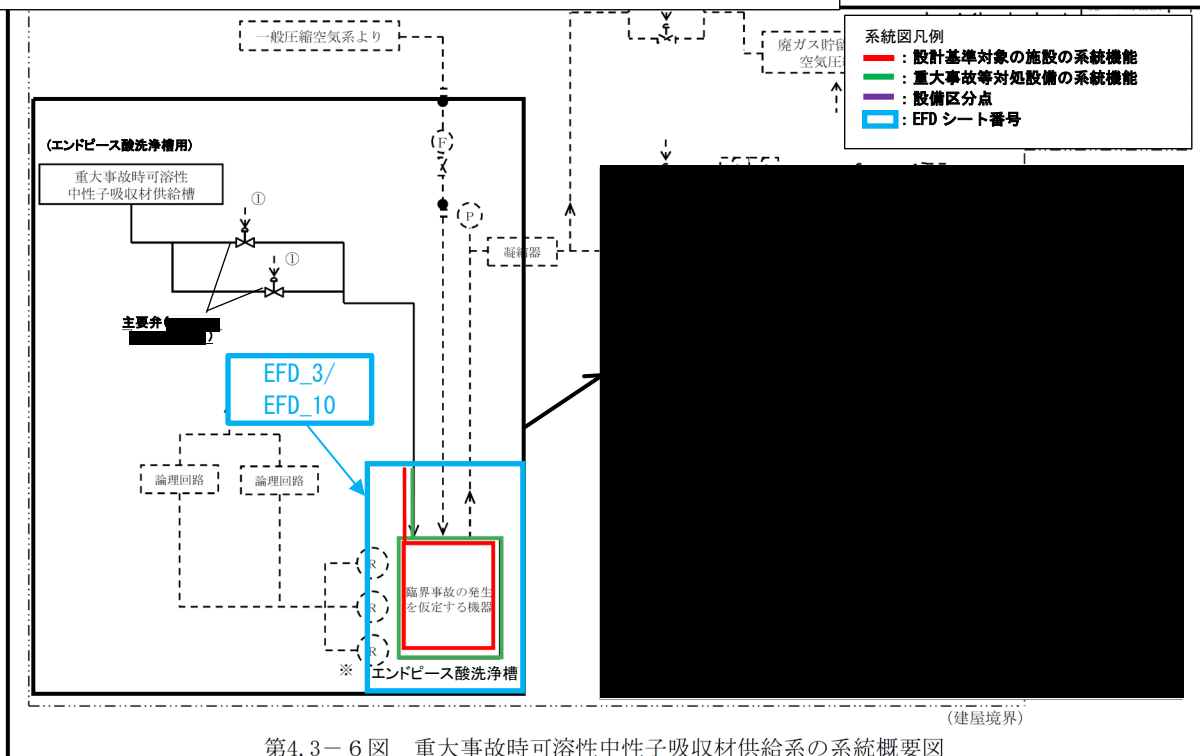 一般圧縮空気系より
廃ガス貯留
空気圧
系統図凡例
：設計基準対象の施設の系統機能
：重大事故等対処設備の系統機能
：設備区分点
：EFD シート番号
(エンドピース酸洗浄槽用)
重大事故時可溶性
中性子吸収材供給槽
①
①
F
P
凝縮器
主要弁(
)
EFD_3/
EFD_10
論理回路
論理回路
R
R
R
臨界事故の発生
を仮定する機器
※
エンドピース酸洗浄槽
(建屋境界)
第4.3－6図　重大事故時可溶性中性子吸収材供給系の系統概要図